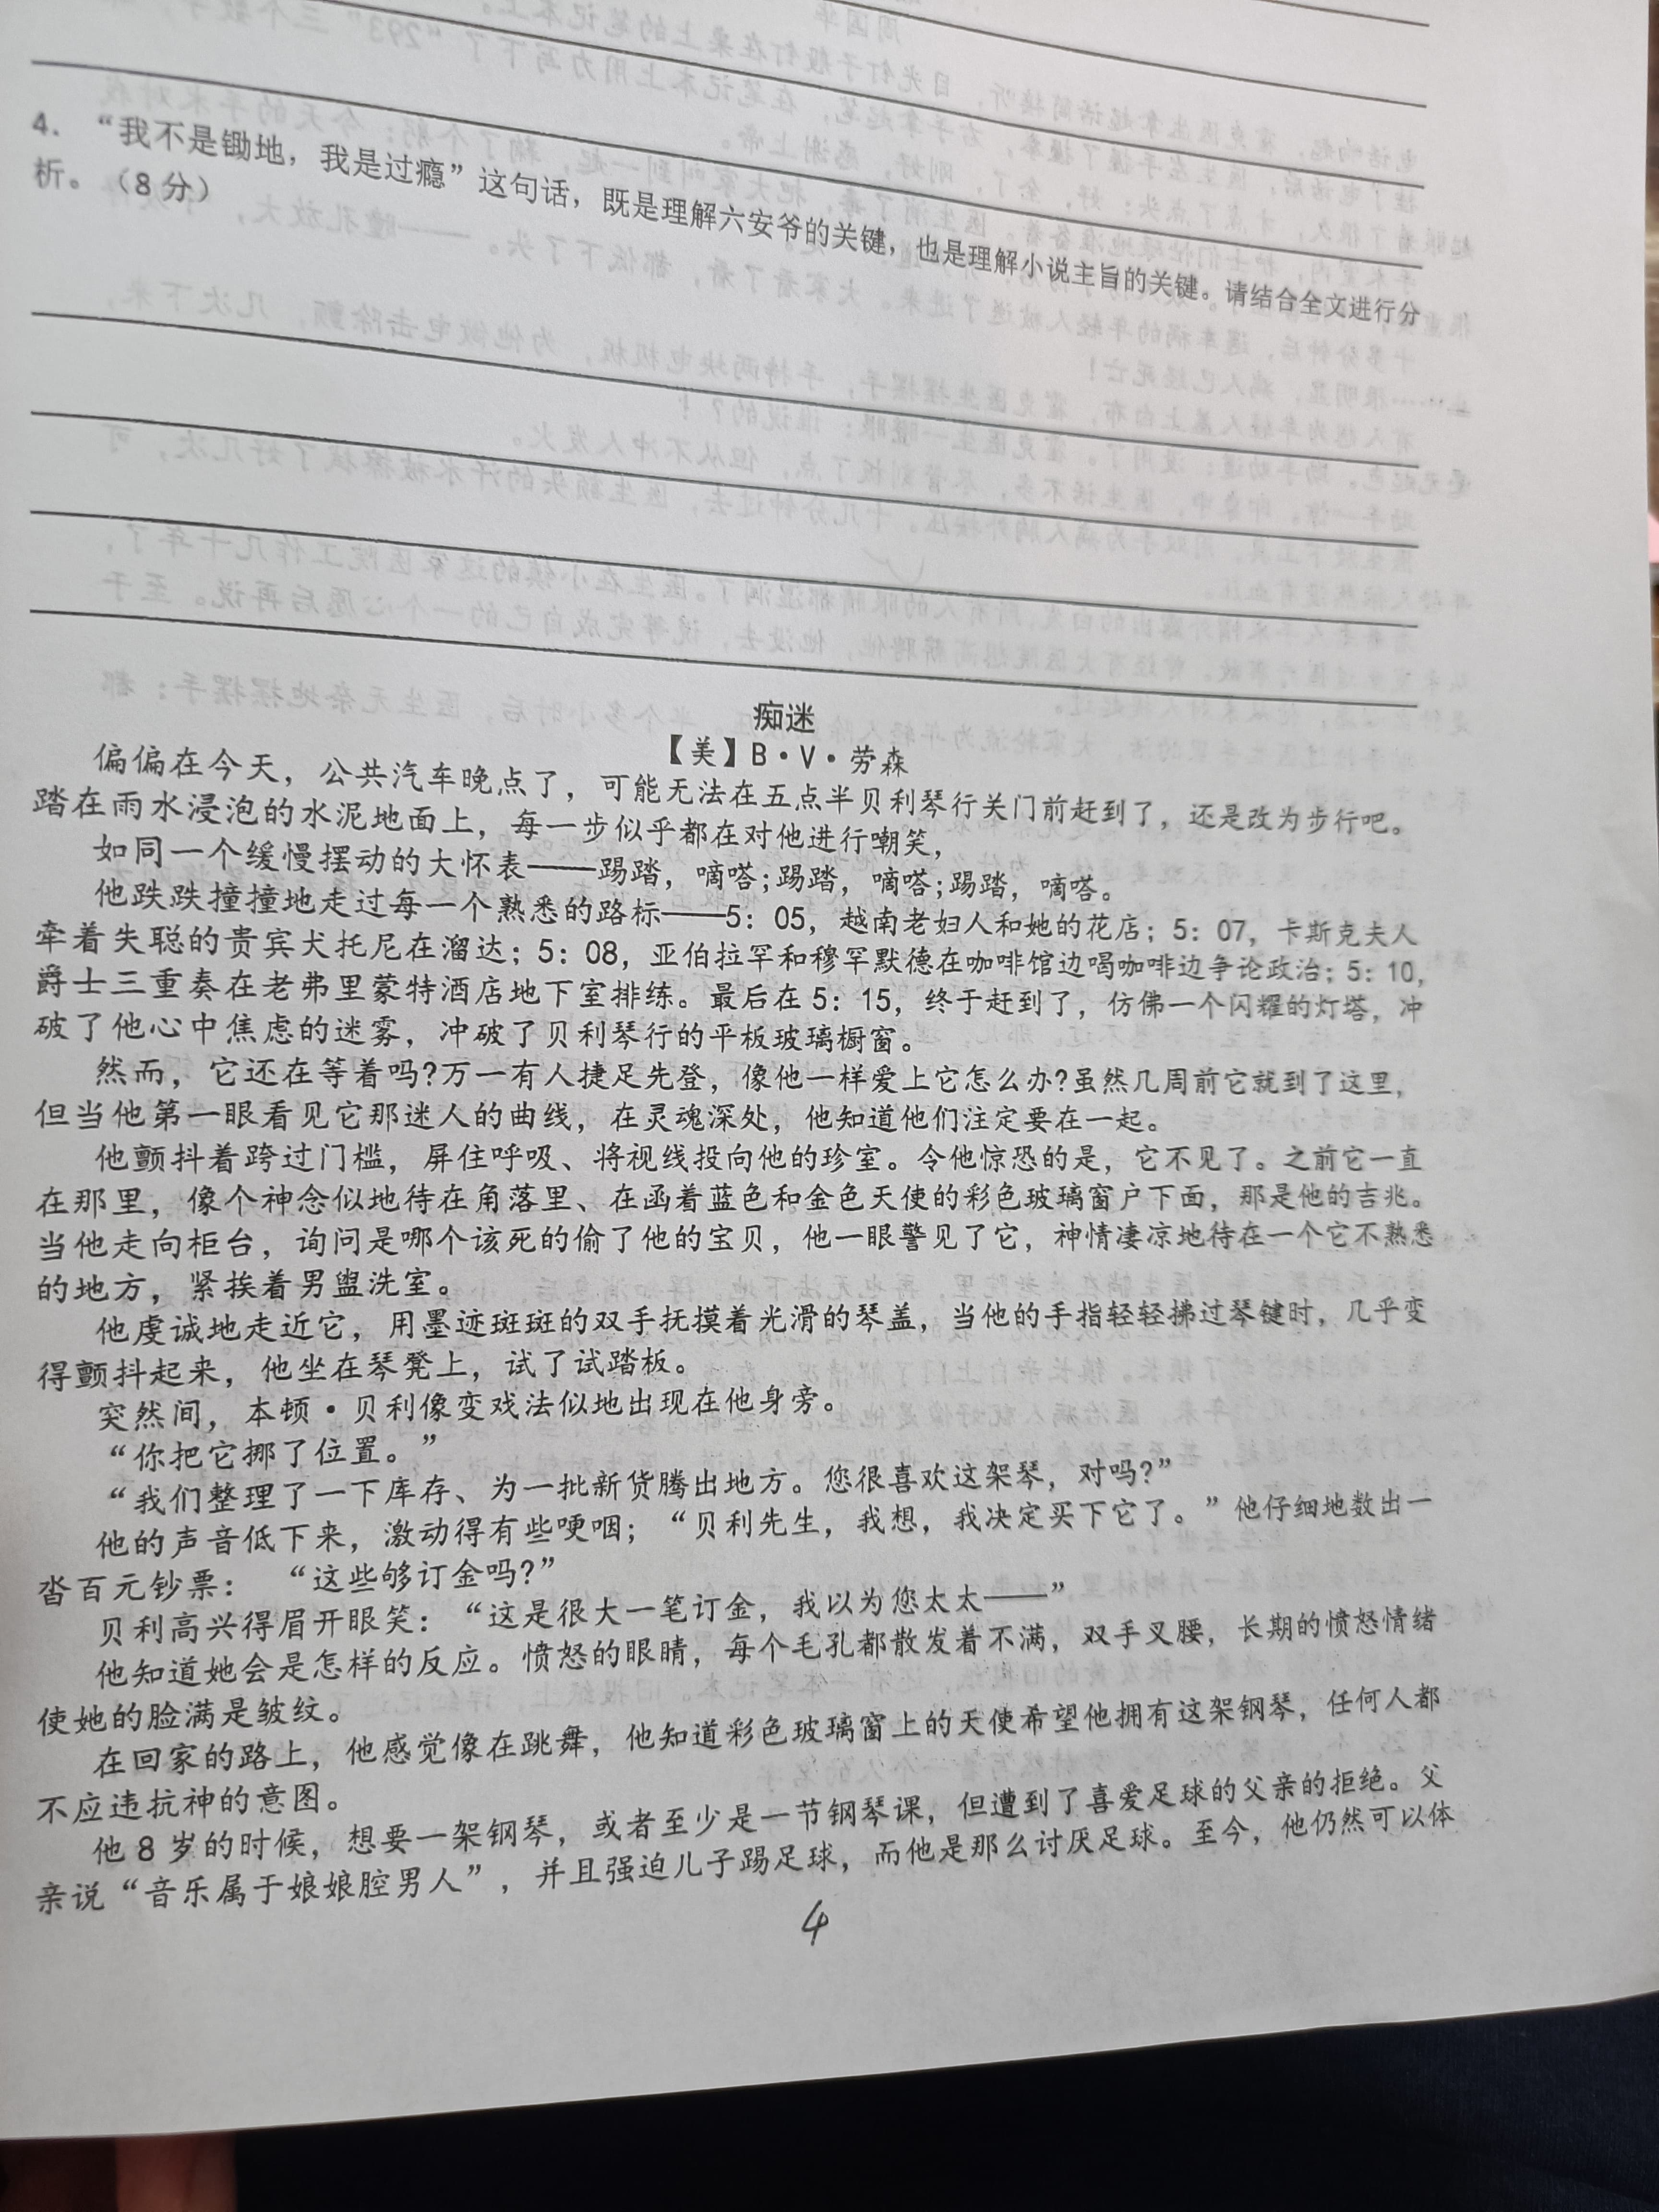 4. “我不是锄地，我是过瘾”这句话，既是理解六安爷的关键，也是理解小说主旨的关键。请结合全文进行分
析。（8分）
痴迷
【美】B·V·劳森
偏偏在今天，公共汽车晚点了，可能无法在五点半贝利琴行关门前赶到了，还是改为步行吧。
踏在雨水浸泡的水泥地面上，每一步似乎都在对他进行嘲笑，
如同一个缓慢摆动的大怀表——踢踏，嘀嗒;踢踏，嘀嗒;踢踏，嘀嗒。
他跌跌撞撞地走过每一个熟悉的路标——5：05，越南老妇人和她的花店；5：07，卡斯克夫人
牵着失聪的贵宾犬托尼在溜达；5：08，亚伯拉罕和穆罕默德在咖啡馆边喝咖啡边争论政治；5：10，
爵士三重奏在老弗里蒙特酒店地下室排练。最后在5：15，终于赶到了，仿佛一个闪耀的灯塔，冲
破了他心中焦虑的迷雾，冲破了贝利琴行的平板玻璃橱窗。
然而，它还在等着吗?万一有人捷足先登，像他一样爱上它怎么办?虽然几周前它就到了这里，
但当他第一眼看见它那迷人的曲线，在灵魂深处，他知道他们注定要在一起。
他颤抖着跨过门槛，屏住呼吸、将视线投向他的珍室。令他惊恐的是，它不见了。之前它一直
在那里，像个神念似地待在角落里、在函着蓝色和金色天使的彩色玻璃窗户下面，那是他的吉兆。
当他走向柜台，询问是哪个该死的偷了他的宝贝，他一眼警见了它，神情凄凉地待在一个它不熟悉
的地方，紧挨着男盥洗室。
他虔诚地走近它，用墨迹斑斑的双手抚摸着光滑的琴盖，当他的手指轻轻拂过琴键时，几乎变
得颤抖起来，他坐在琴凳上，试了试踏板。
突然间，本顿·贝利像变戏法似地出现在他身旁。
“你把它挪了位置。”
“我们整理了一下库存、为一批新货腾出地方。您很喜欢这架琴，对吗?”
他的声音低下来，激动得有些哽咽；“贝利先生，我想，我决定买下它了。”他仔细地数出一
沓百元钞票： “这些够订金吗?”
贝利高兴得眉开眼笑：“这是很大一笔订金，我以为您太太——”
他知道她会是怎样的反应。愤怒的眼睛，每个毛孔都散发着不满，双手叉腰，长期的愤怒情绪
使她的脸满是皱纹。
在回家的路上，他感觉像在跳舞，他知道彩色玻璃窗上的天使希望他拥有这架钢琴，任何人都
不应违抗神的意图。
他8岁的时候，想要一架钢琴，或者至少是一节钢琴课，但遭到了喜爱足球的父亲的拒绝。父
亲说“音乐属于娘娘腔男人”，并且强迫儿子踢足球，而他是那么讨厌足球。至今，他仍然可以体
4